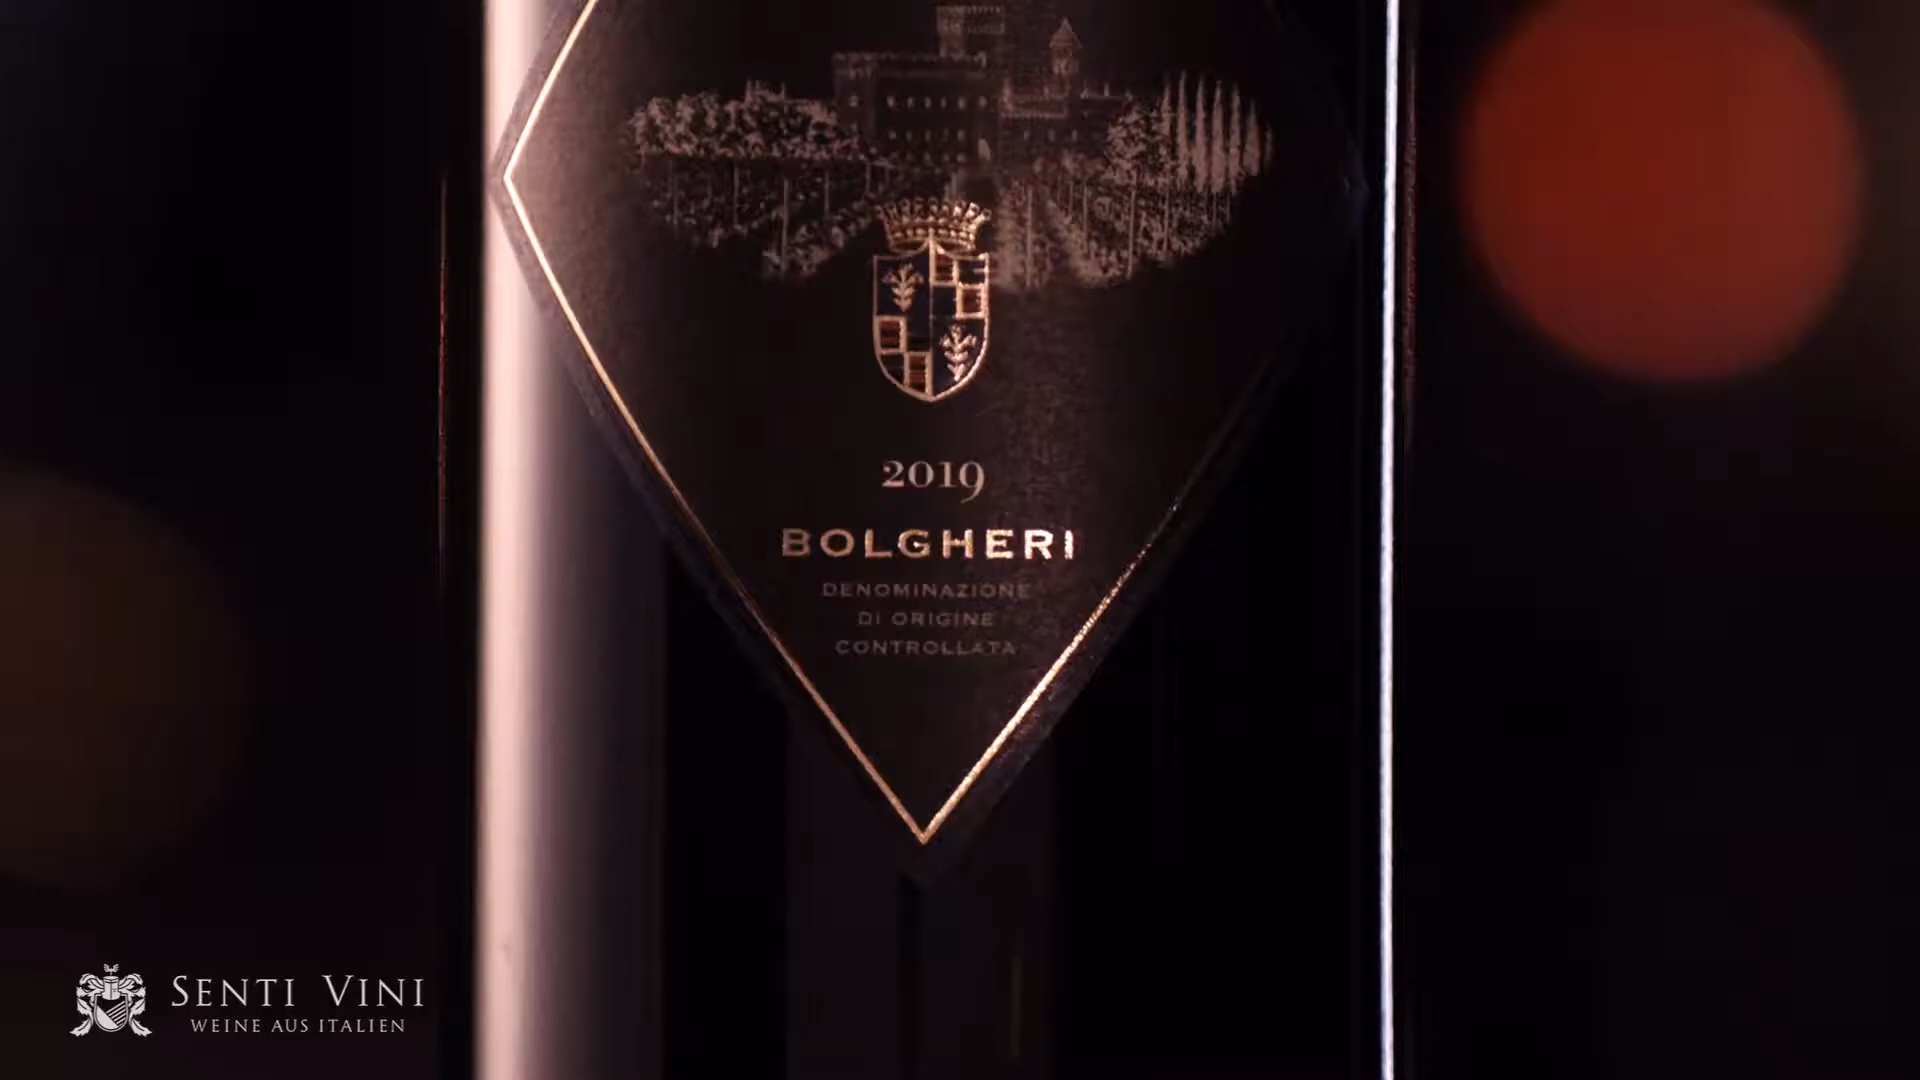 2019
BOLGHERI
DENOMINAZIONE
DI ORIGINE
CONTROLLATA
SENTI VINI
WEINE AUS ITALIEN